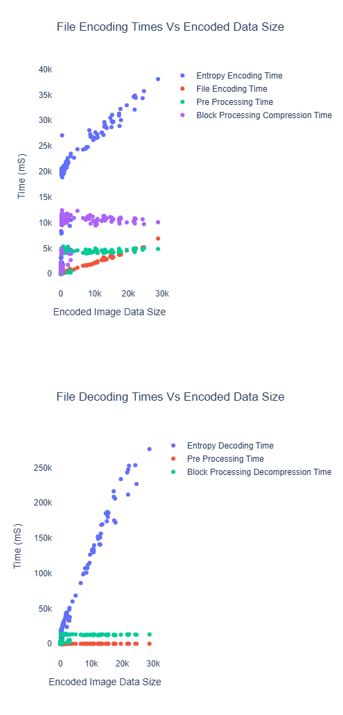 File Encoding Times Vs Encoded Data Size
40k
35k
30k
25k
20k
15k
10k
5k
0
Time (mS)
0 10k 20k 30k
Encoded Image Data Size
Entropy Encoding Time
File Encoding Time
Pre Processing Time
Block Processing Compression Time
File Decoding Times Vs Encoded Data Size
250k
200k
150k
100k
50k
0
Time (mS)
0 10k 20k 30k
Encoded Image Data Size
Entropy Decoding Time
Pre Processing Time
Block Processing Decompression Time